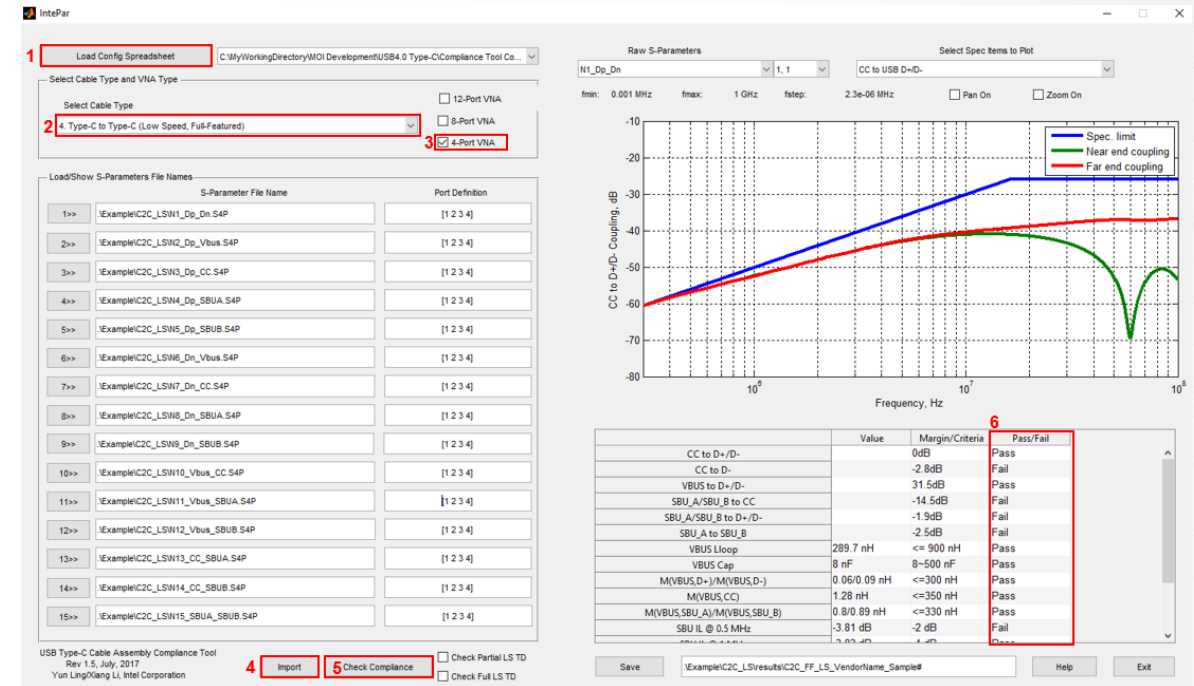 IntePar
1 Load Config Spreadsheet C:\MyWorkingDirectory\MOI Development\USB4.0 Type-C\Compliance Tool Co...
Select Cable Type and VNA Type
Select Cable Type
2 4. Type-C to Type-C (Low Speed, Full-Featured)
12-Port VNA
8-Port VNA
3 4-Port VNA
Load/Show S-Parameters File Names
S-Parameter File Name Port Definition
1>> .\Example\C2C_LS\N1_Dp_Dn.S4P [1 2 3 4]
2>> .\Example\C2C_LS\N2_Dp_Vbus.S4P [1 2 3 4]
3>> .\Example\C2C_LS\N3_Dp_CC.S4P [1 2 3 4]
4>> .\Example\C2C_LS\N4_Dp_SBUA.S4P [1 2 3 4]
5>> .\Example\C2C_LS\N5_Dp_SBUB.S4P [1 2 3 4]
6>> .\Example\C2C_LS\N6_Dn_Vbus.S4P [1 2 3 4]
7>> .\Example\C2C_LS\N7_Dn_CC.S4P [1 2 3 4]
8>> .\Example\C2C_LS\N8_Dn_SBUA.S4P [1 2 3 4]
9>> .\Example\C2C_LS\N9_Dn_SBUB.S4P [1 2 3 4]
10>> .\Example\C2C_LS\N10_Vbus_CC.S4P [1 2 3 4]
11>> .\Example\C2C_LS\N11_Vbus_SBUA.S4P [1 2 3 4]
12>> .\Example\C2C_LS\N12_Vbus_SBUB.S4P [1 2 3 4]
13>> .\Example\C2C_LS\N13_CC_SBUA.S4P [1 2 3 4]
14>> .\Example\C2C_LS\N14_CC_SBUB.S4P [1 2 3 4]
15>> .\Example\C2C_LS\N15_SBUA_SBUB.S4P [1 2 3 4]
USB Type-C Cable Assembly Compliance Tool
Rev 1.5, July, 2017
Yun Ling/Xiang Li, Intel Corporation
4 Import
5 Check Compliance
Check Partial LS TD
Check Full LS TD
Raw S-Parameters Select Spec Items to Plot
N1_Dp_Dn 1, 1 CC to USB D+/D-
fmin: 0.001 MHz fmax: 1 GHz fstep: 2.3e-06 MHz Pan On Zoom On
Spec. limit
Near end coupling
Far end coupling
CC to D+/D- Coupling, dB
-10
-20
-30
-40
-50
-60
-70
-80
10^6 10^7 10^8
Frequency, Hz
6
Value Margin/Criteria Pass/Fail
CC to D+/D- 0dB Pass
CC to D- -2.8dB Fail
VBUS to D+/D- 31.5dB Pass
SBU_A/SBU_B to CC -14.5dB Fail
SBU_A/SBU_B to D+/D- -1.9dB Fail
SBU_A to SBU_B -2.5dB Fail
VBUS Lloop 289.7 nH <= 900 nH Pass
VBUS Cap 8 nF 8~500 nF Pass
M(VBUS,D+)/M(VBUS,D-) 0.06/0.09 nH <=300 nH Pass
M(VBUS,CC) 1.28 nH <=350 nH Pass
M(VBUS,SBU_A)/M(VBUS,SBU_B) 0.8/0.89 nH <=330 nH Pass
SBU IL @ 0.5 MHz -3.81 dB -2 dB Fail
Save .\Example\C2C_LS\results\C2C_FF_LS_VendorName_Sample# Help Exit